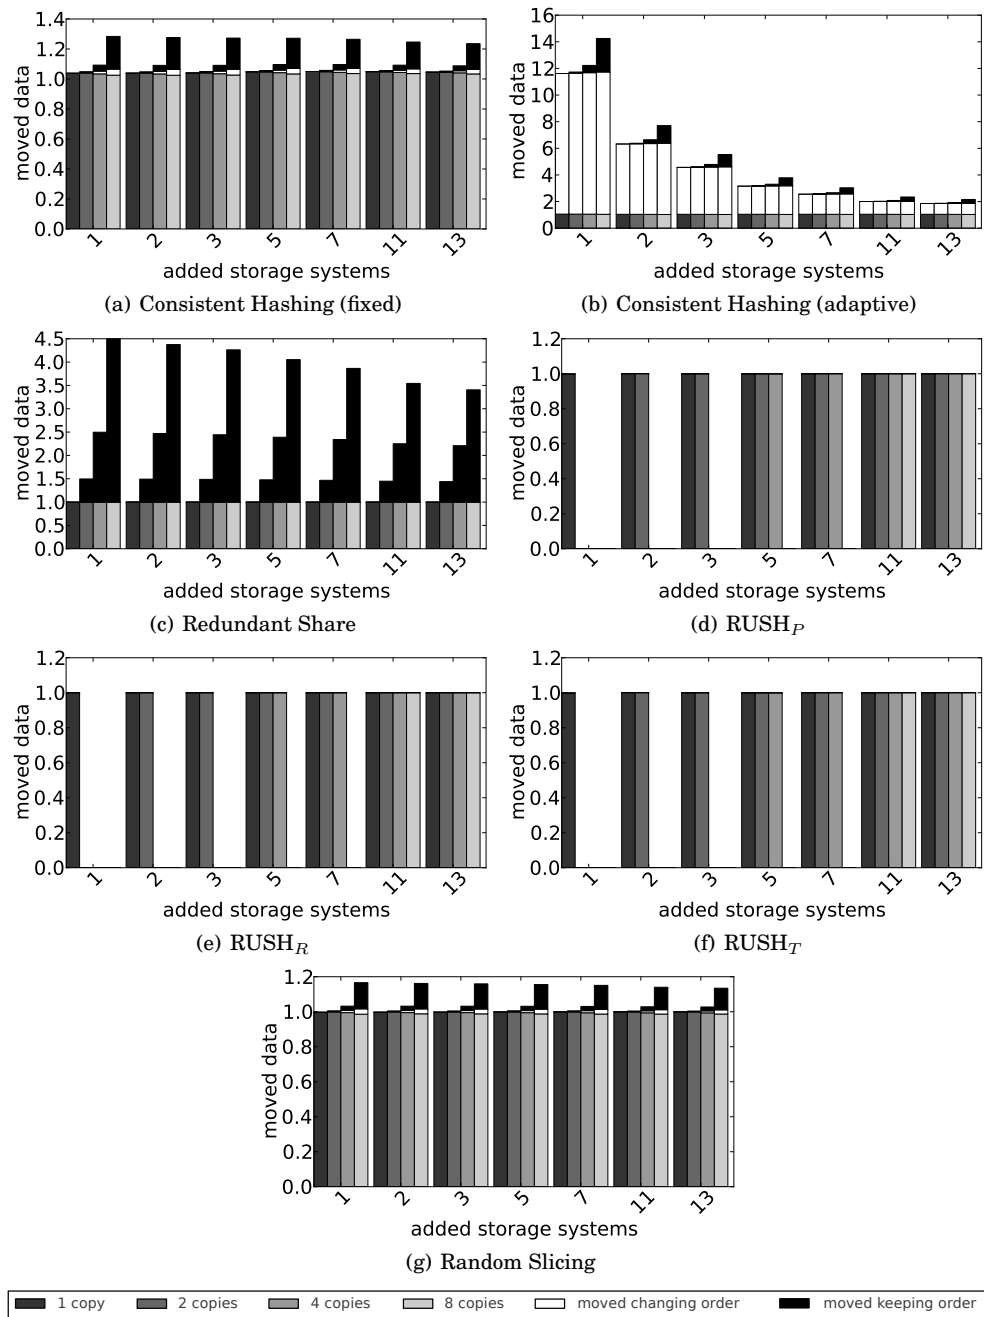 1.4
1.2
1.0
0.8
0.6
0.4
0.2
0.0
moved data
1 2 3 5 7 11 13
added storage systems
(a) Consistent Hashing (fixed)
16
14
12
10
8
6
4
2
0
moved data
1 2 3 5 7 11 13
added storage systems
(b) Consistent Hashing (adaptive)
4.5
4.0
3.5
3.0
2.5
2.0
1.5
1.0
0.5
0.0
moved data
1 2 3 5 7 11 13
added storage systems
(c) Redundant Share
1.2
1.0
0.8
0.6
0.4
0.2
0.0
moved data
1 2 3 5 7 11 13
added storage systems
(d) RUSH_P
1.2
1.0
0.8
0.6
0.4
0.2
0.0
moved data
1 2 3 5 7 11 13
added storage systems
(e) RUSH_R
1.2
1.0
0.8
0.6
0.4
0.2
0.0
moved data
1 2 3 5 7 11 13
added storage systems
(f) RUSH_T
1.2
1.0
0.8
0.6
0.4
0.2
0.0
moved data
1 2 3 5 7 11 13
added storage systems
(g) Random Slicing
1 copy 2 copies 4 copies 8 copies moved changing order moved keeping order